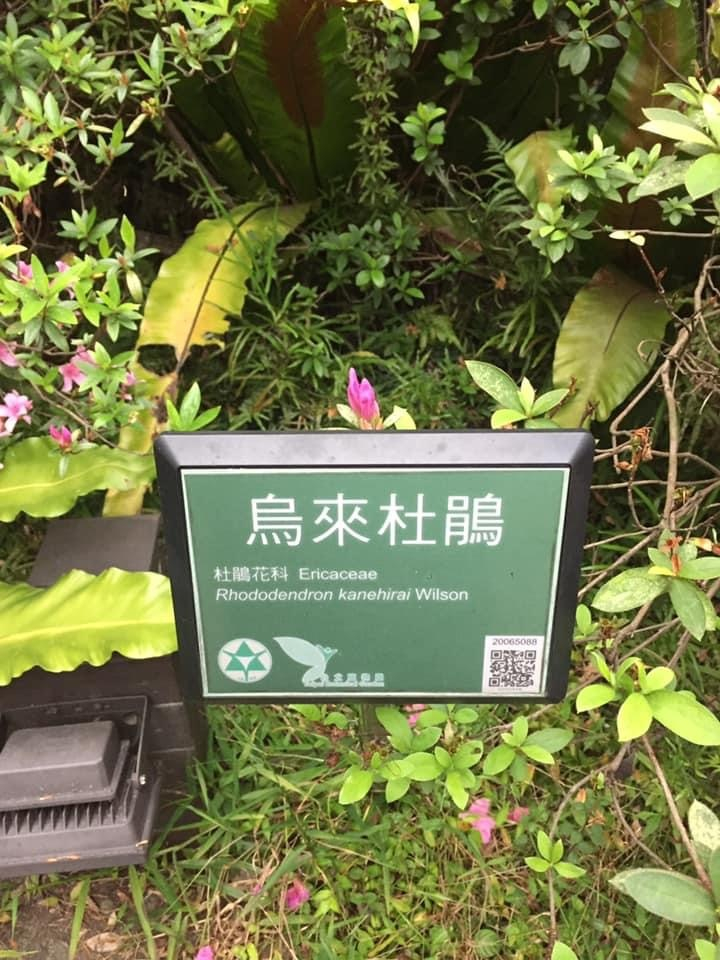 烏來杜鵑
杜鵑花科 Ericaceae
Rhododendron kanehirai Wilson
20065088